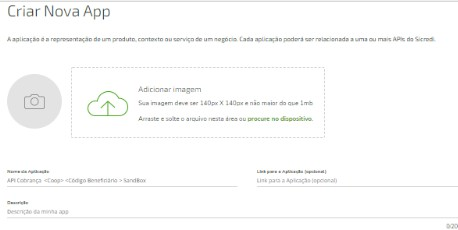 Criar Nova App
A aplicação é a representação de um produto, contexto ou serviço de um negócio. Cada aplicação poderá ser relacionada a uma ou mais APIs do Sicredi.
Adicionar imagem
Sua imagem deve ser 140px X 140px e não maior do que 1mb
Arraste e solte o arquivo nesta área ou procure no dispositivo.
Nome da Aplicação
API Cobrança <Coop> <Código Beneficiário > SandBox
Link para a Aplicação (opcional)
Link para a Aplicação (opcional)
Descrição
Descrição da minha app